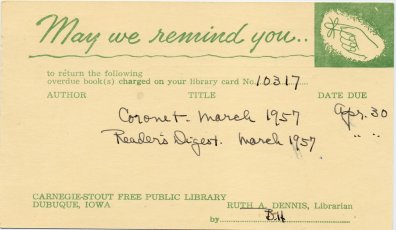 May we remind you..
to return the following
overdue book(s) charged on your library card No. 10317
AUTHOR TITLE DATE DUE
Coronet - March 1957 Apr. 30
Reader's Digest. March 1957 " "
CARNEGIE-STOUT FREE PUBLIC LIBRARY
DUBUQUE, IOWA
RUTH A. DENNIS, Librarian
by